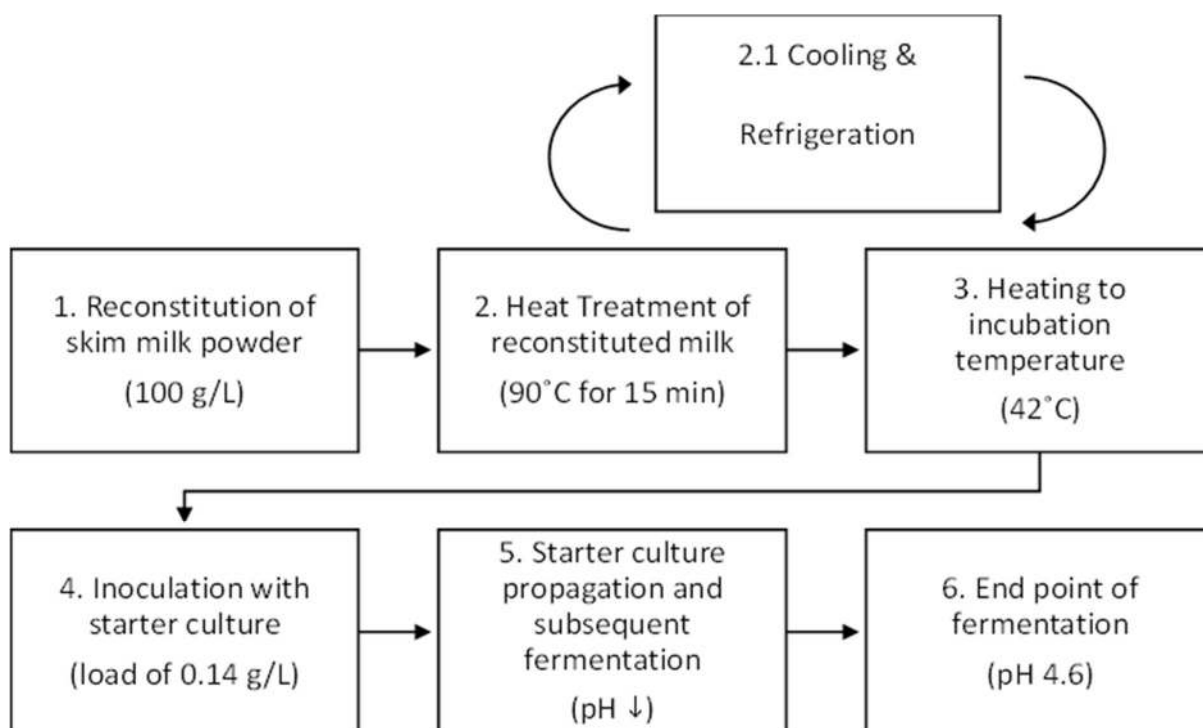 2.1 Cooling &
Refrigeration
1. Reconstitution of
skim milk powder
(100 g/L)
2. Heat Treatment of
reconstituted milk
(90˚C for 15 min)
3. Heating to
incubation
temperature
(42˚C)
4. Inoculation with
starter culture
(load of 0.14 g/L)
5. Starter culture
propagation and
subsequent
fermentation
(pH ↓)
6. End point of
fermentation
(pH 4.6)